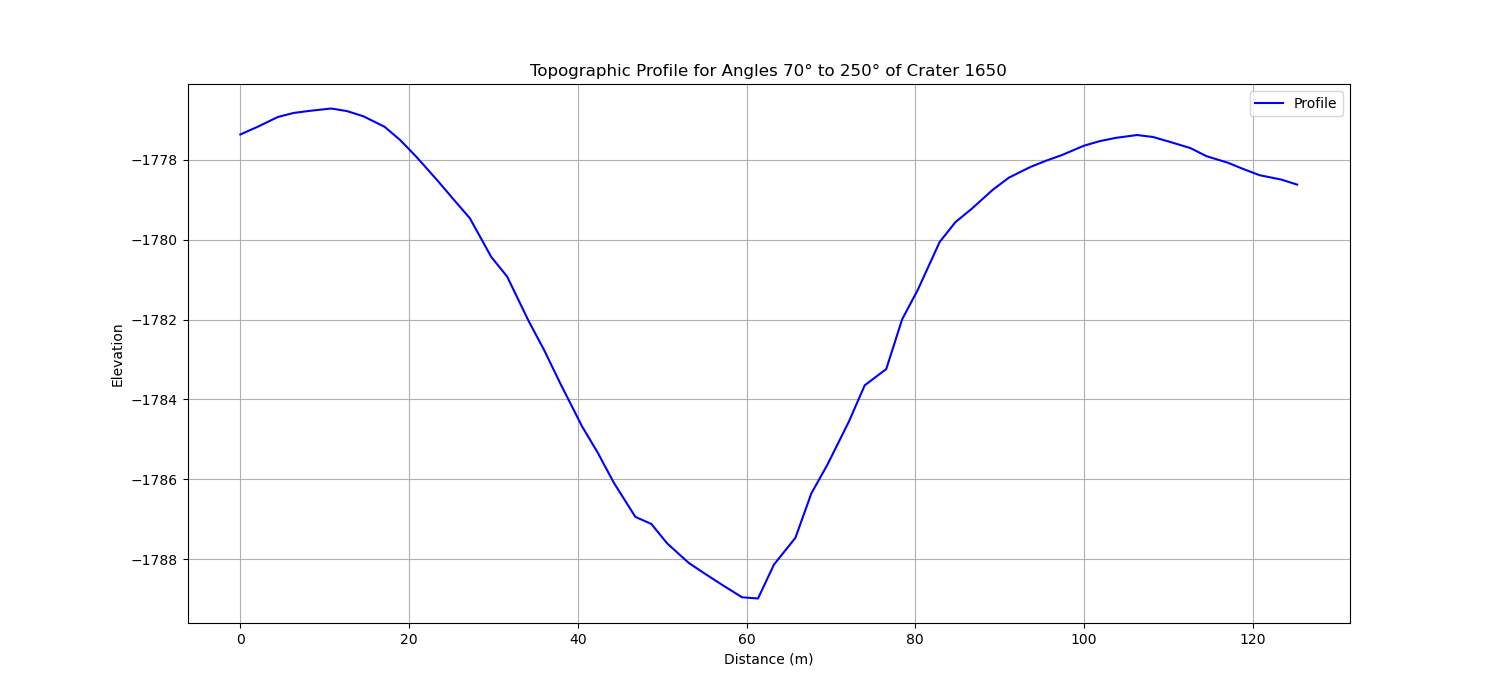 Topographic Profile for Angles 70° to 250° of Crater 1650
Profile
−1778
−1780
−1782
−1784
−1786
−1788
Elevation
0 20 40 60 80 100 120
Distance (m)